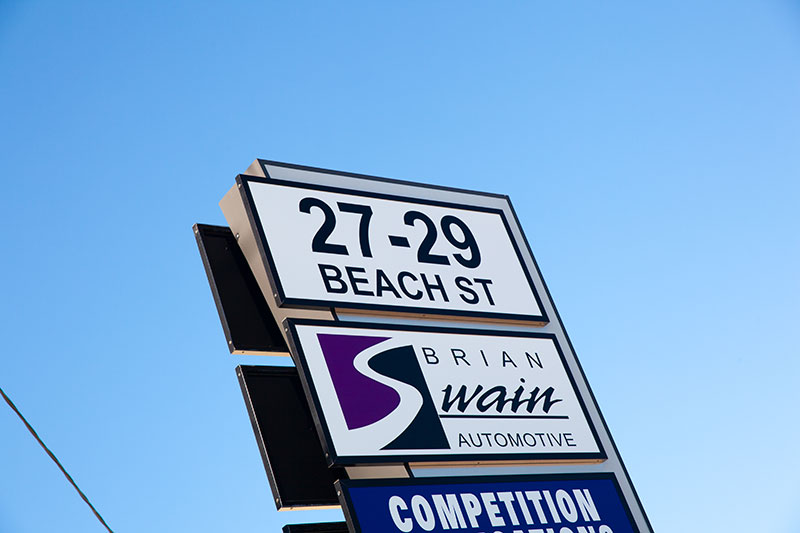 27-29
BEACH ST
BRIAN
Swain
AUTOMOTIVE
COMPETITION